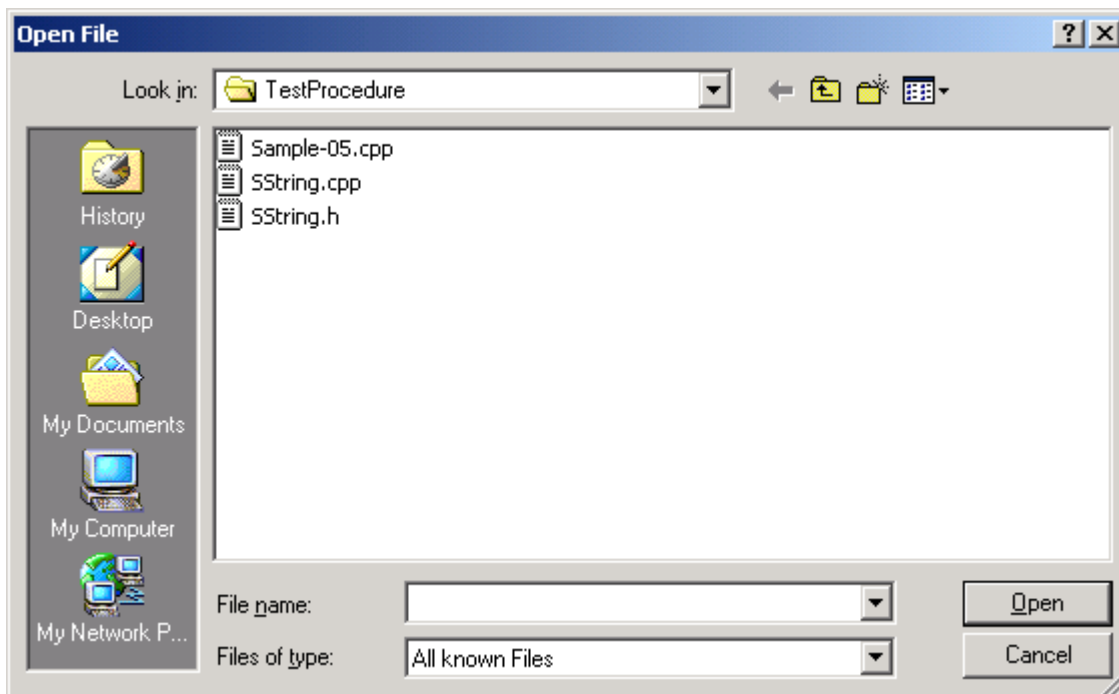 Open File
Look in: TestProcedure
Sample-05.cpp
SString.cpp
SString.h
History
Desktop
My Documents
My Computer
My Network P...
File name:
Open
Files of type: All known Files
Cancel